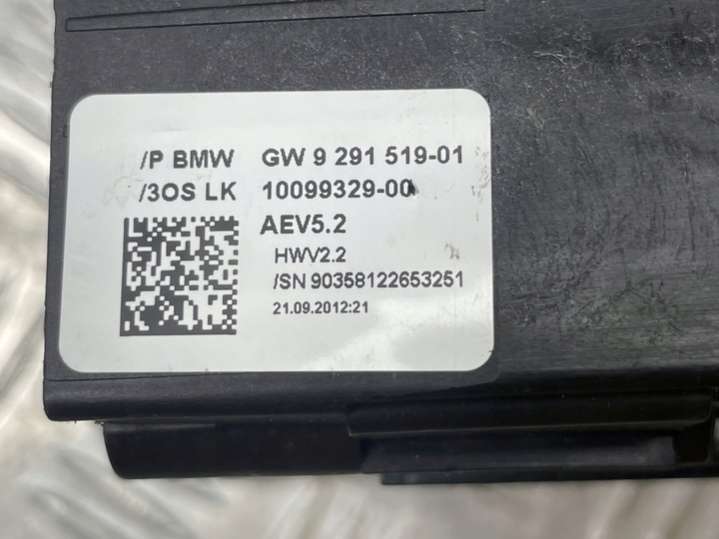 /P BMW GW 9 291 519-01
/3OS LK 10099329-00
AEV5.2
HWV2.2
/SN 90358122653251
21.09.2012:21